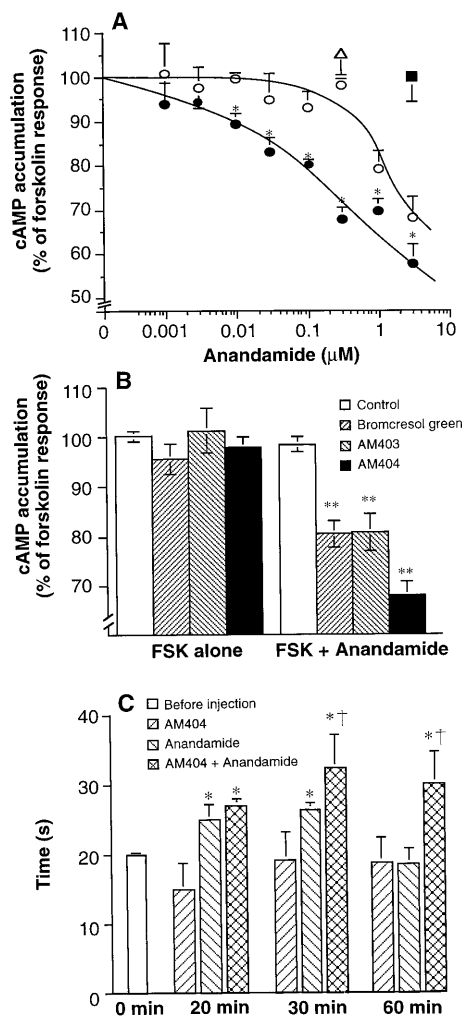 A
cAMP accumulation
(% of forskolin response)
110
100
90
80
70
60
50
* * * * * *
0 0.001 0.01 0.1 1 10
Anandamide (μM)
B
cAMP accumulation
(% of forskolin response)
110
100
90
80
70
Control
Bromcresol green
AM403
AM404
** ** **
FSK alone FSK + Anandamide
C
Time (s)
40
30
20
10
0
Before injection
AM404
Anandamide
AM404 + Anandamide
* * * *† *†
0 min 20 min 30 min 60 min